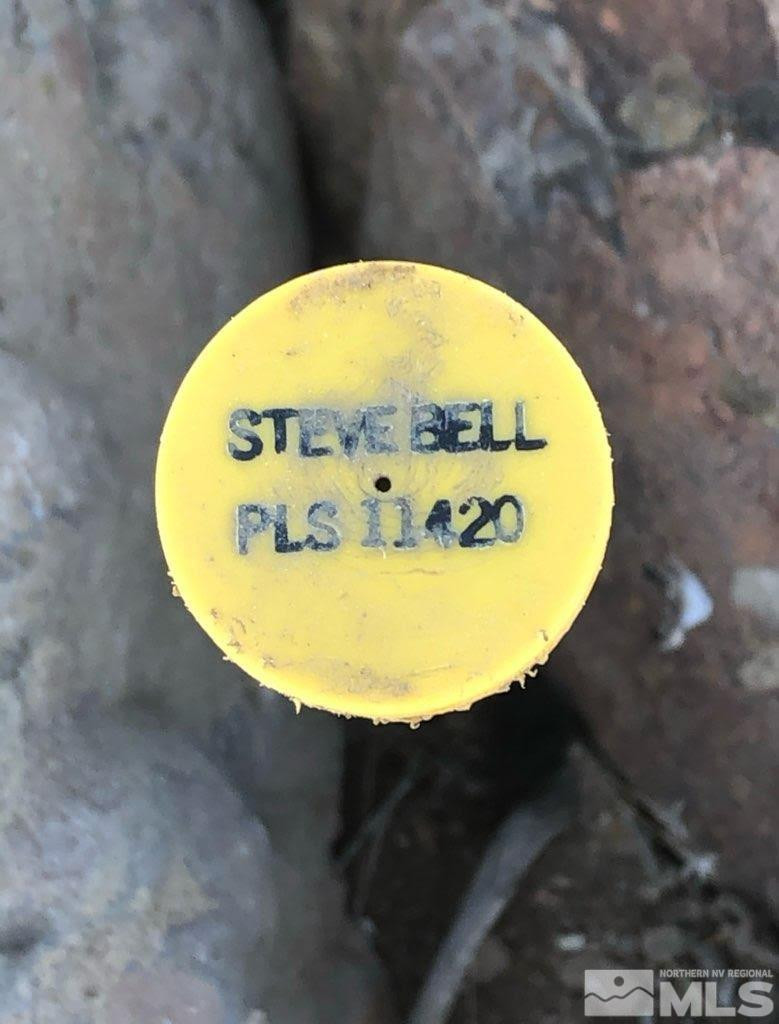 STEVE BELL
PLS 11420
NORTHERN NV REGIONAL
MLS